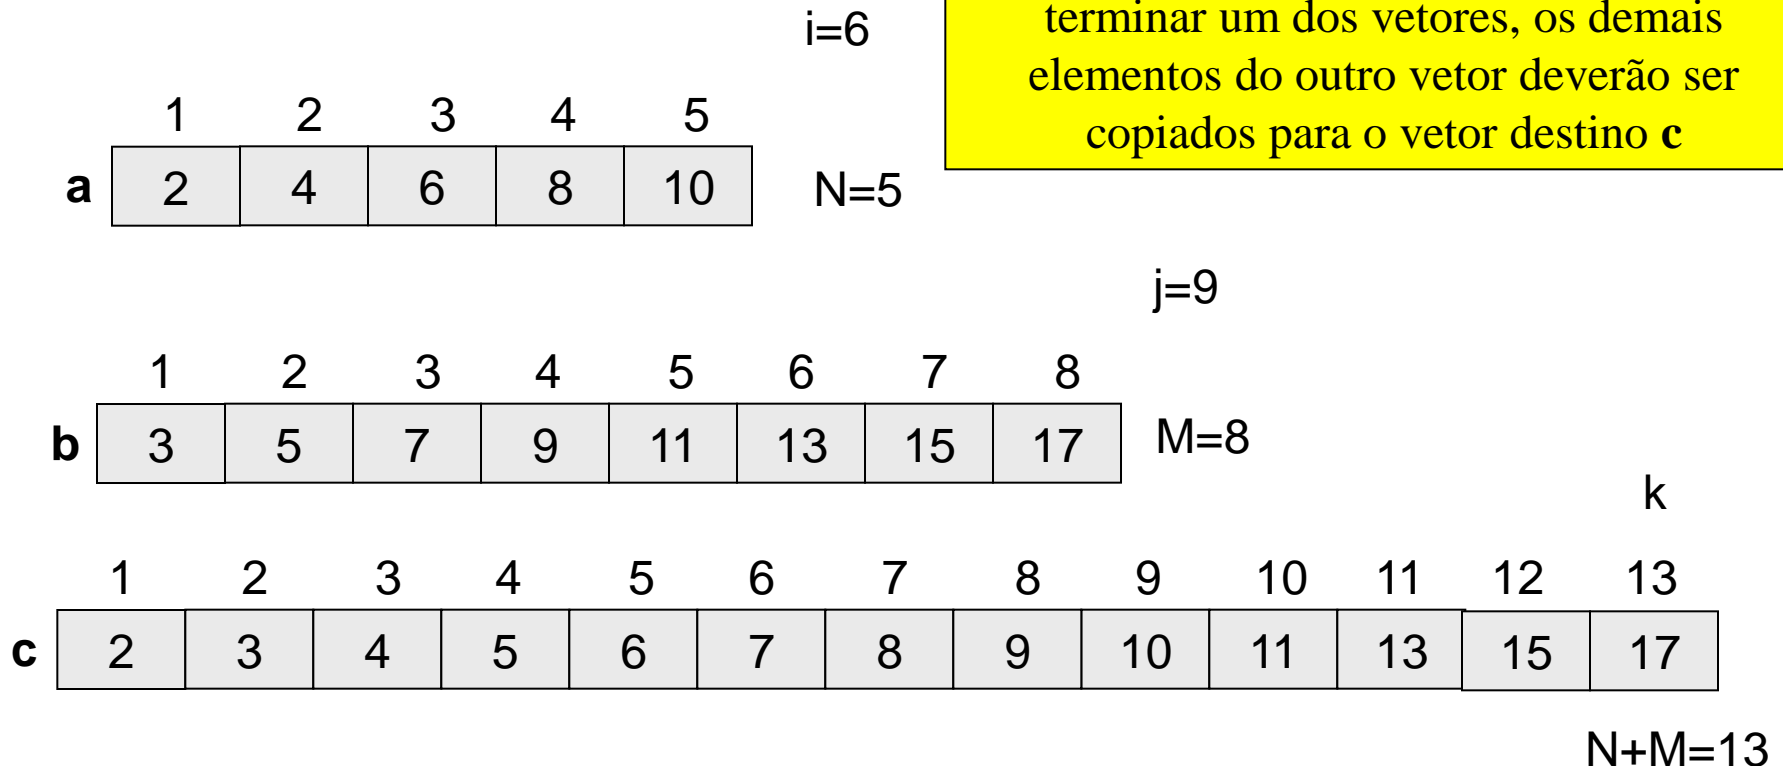 i=6
terminar um dos vetores, os demais
elementos do outro vetor deverão ser
copiados para o vetor destino c
1 2 3 4 5
a 2 4 6 8 10 N=5
j=9
1 2 3 4 5 6 7 8
b 3 5 7 9 11 13 15 17 M=8
k
1 2 3 4 5 6 7 8 9 10 11 12 13
c 2 3 4 5 6 7 8 9 10 11 13 15 17
N+M=13